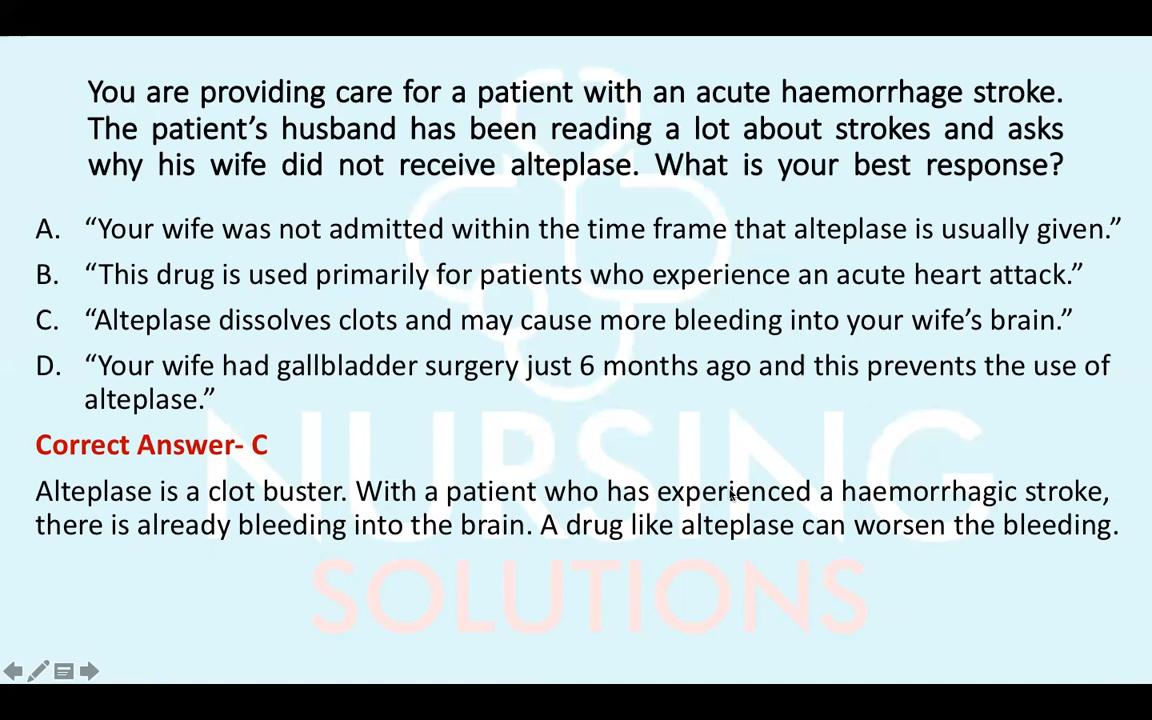 You are providing care for a patient with an acute haemorrhage stroke.
The patient’s husband has been reading a lot about strokes and asks
why his wife did not receive alteplase. What is your best response?
A. “Your wife was not admitted within the time frame that alteplase is usually given.”
B. “This drug is used primarily for patients who experience an acute heart attack.”
C. “Alteplase dissolves clots and may cause more bleeding into your wife’s brain.”
D. “Your wife had gallbladder surgery just 6 months ago and this prevents the use of
alteplase.”
Correct Answer- C
Alteplase is a clot buster. With a patient who has experienced a haemorrhagic stroke,
there is already bleeding into the brain. A drug like alteplase can worsen the bleeding.
NURSING
SOLUTIONS